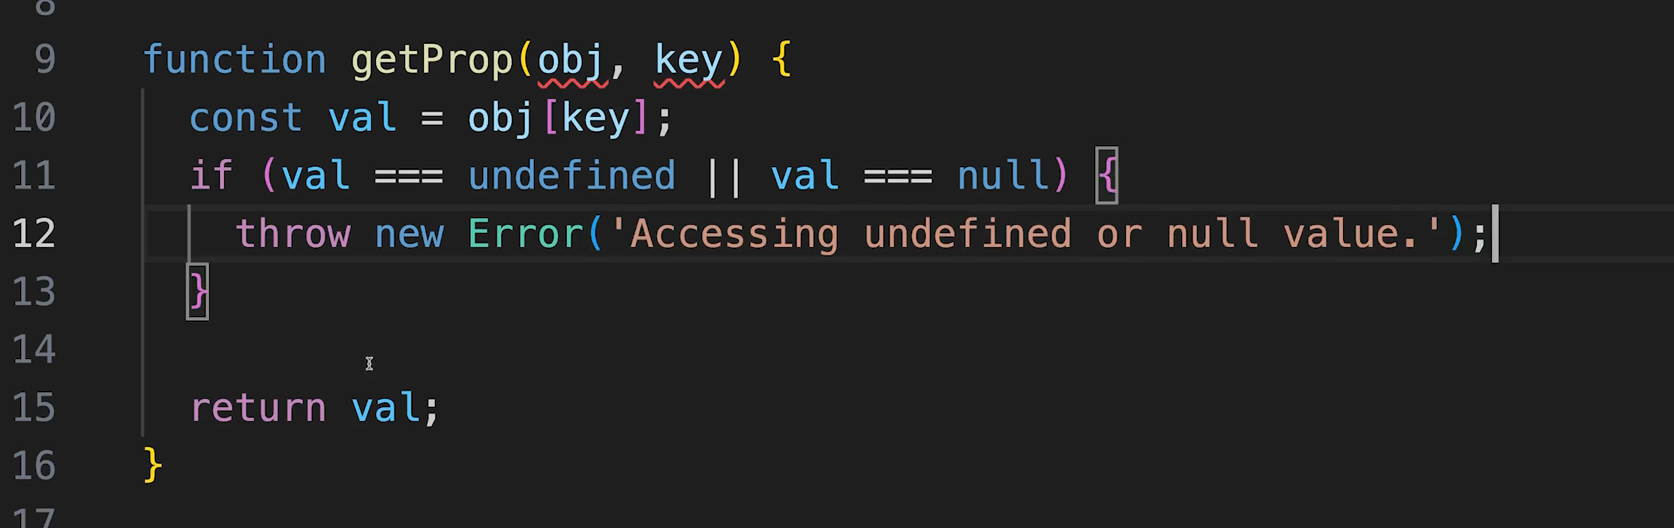 8
9 function getProp(obj, key) {
10 const val = obj[key];
11 if (val === undefined || val === null) {
12 throw new Error('Accessing undefined or null value.');
13 }
14
15 return val;
16 }
17